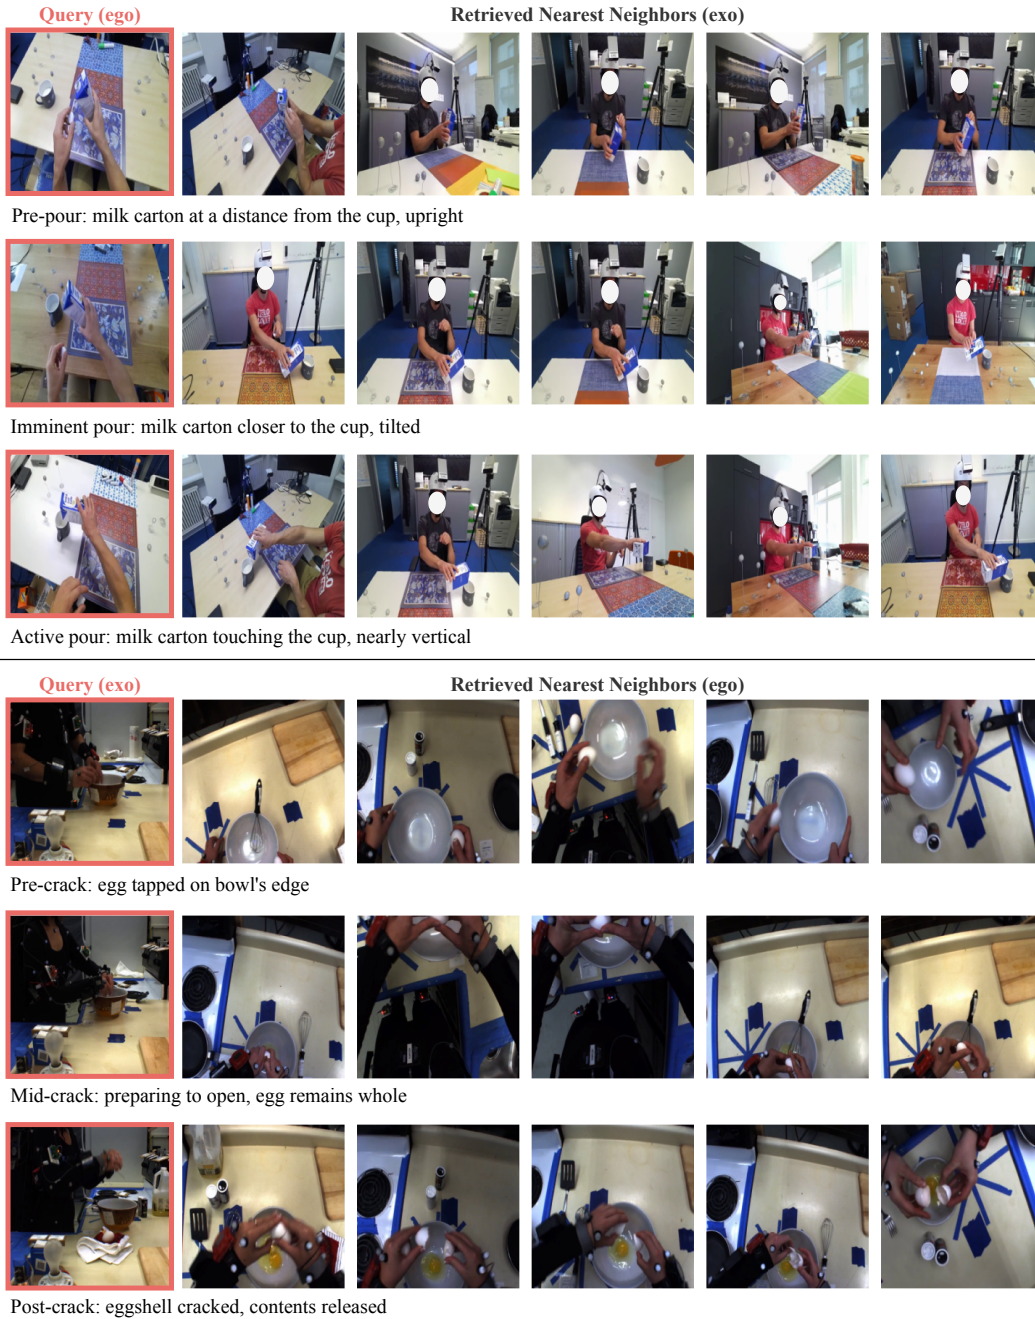 Query (ego)
Retrieved Nearest Neighbors (exo)
Pre-pour: milk carton at a distance from the cup, upright
Imminent pour: milk carton closer to the cup, tilted
Active pour: milk carton touching the cup, nearly vertical
Query (exo)
Retrieved Nearest Neighbors (ego)
Pre-crack: egg tapped on bowl's edge
Mid-crack: preparing to open, egg remains whole
Post-crack: eggshell cracked, contents released